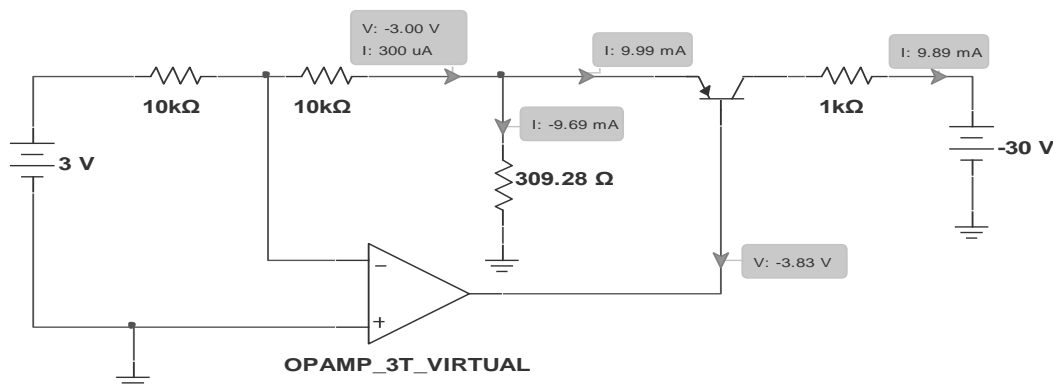 V: -3.00 V
I: 300 uA
I: 9.99 mA
I: 9.89 mA
10kΩ
10kΩ
1kΩ
I: -9.69 mA
3 V
-30 V
309.28 Ω
V: -3.83 V
−
+
OPAMP_3T_VIRTUAL